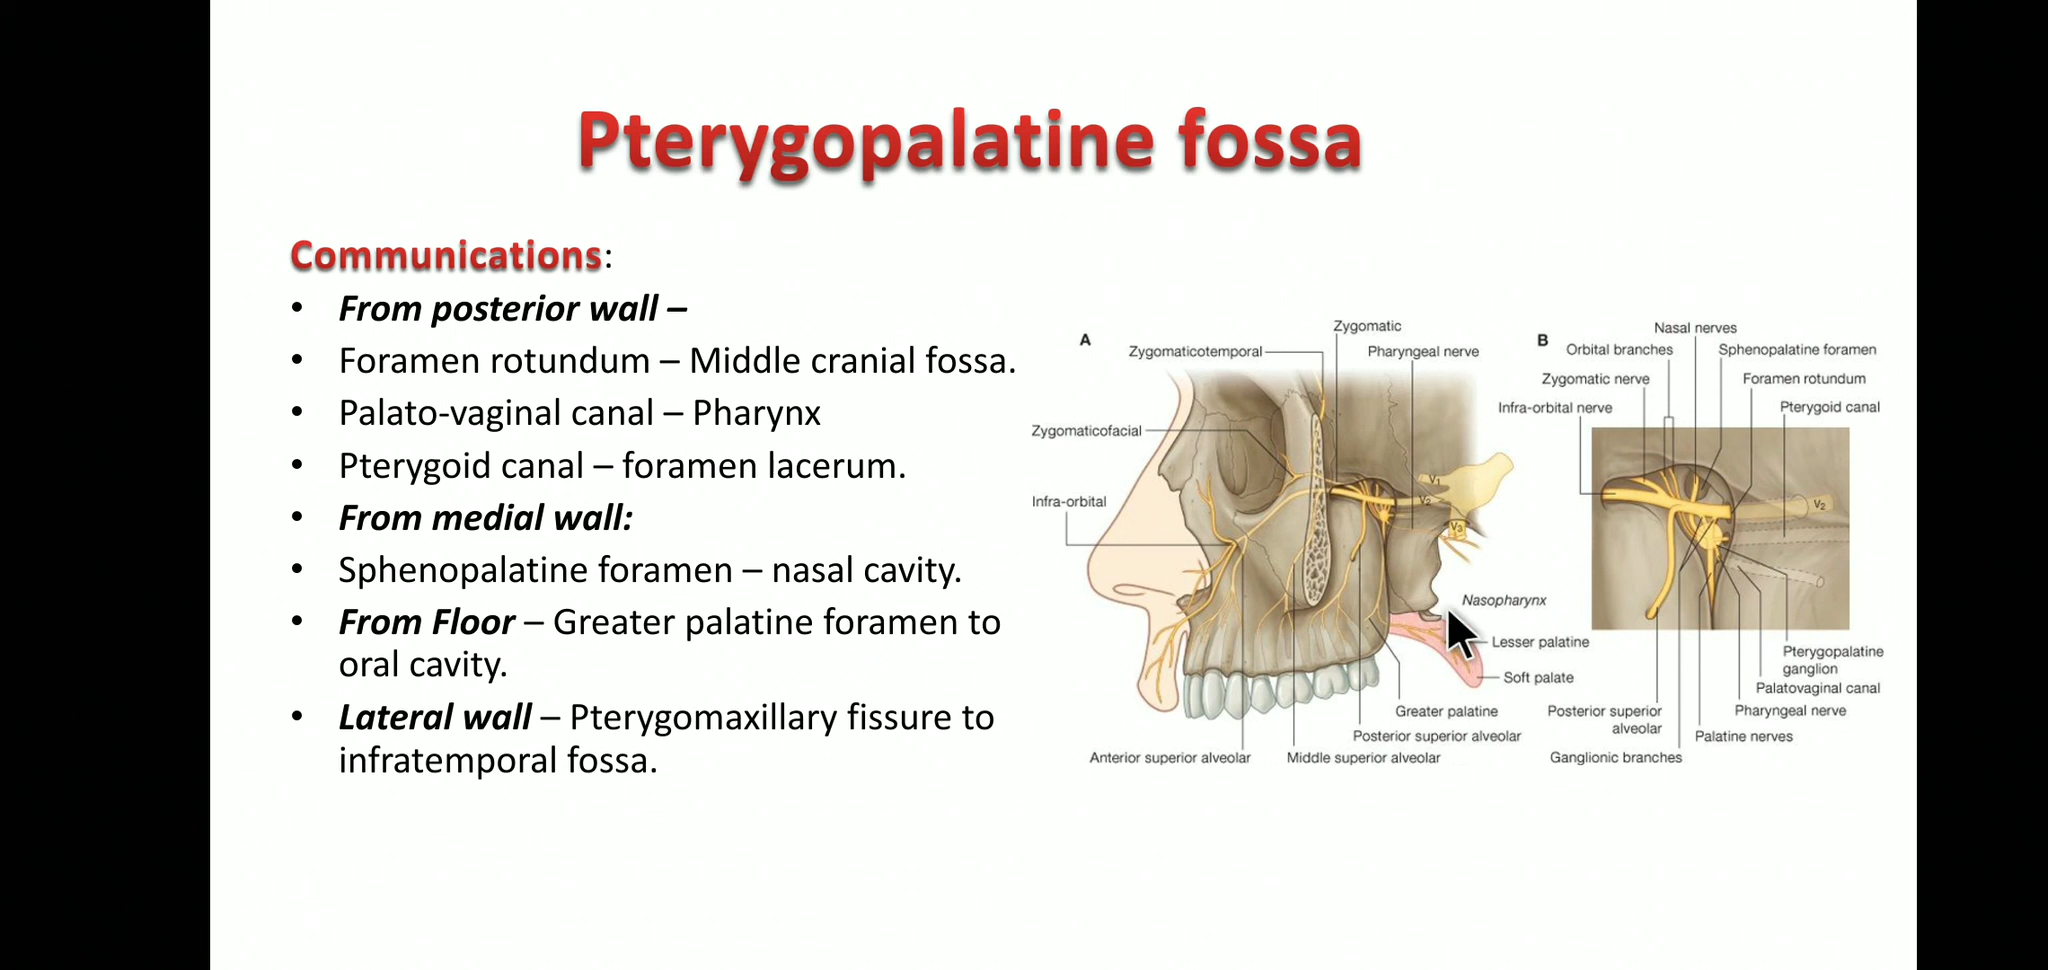 Pterygopalatine fossa
Communications:
• From posterior wall –
• Foramen rotundum – Middle cranial fossa.
• Palato-vaginal canal – Pharynx
• Pterygoid canal – foramen lacerum.
• From medial wall:
• Sphenopalatine foramen – nasal cavity.
• From Floor – Greater palatine foramen to
oral cavity.
• Lateral wall – Pterygomaxillary fissure to
infratemporal fossa.
A
Zygomatic
Zygomaticotemporal
Pharyngeal nerve
Zygomaticofacial
Infra-orbital
V1
V2
V3
Nasopharynx
Lesser palatine
Soft palate
Greater palatine
Posterior superior alveolar
Anterior superior alveolar
Middle superior alveolar
B
Nasal nerves
Orbital branches
Sphenopalatine foramen
Zygomatic nerve
Foramen rotundum
Infra-orbital nerve
Pterygoid canal
V2
Pterygopalatine
ganglion
Palatovaginal canal
Posterior superior
alveolar
Pharyngeal nerve
Palatine nerves
Ganglionic branches